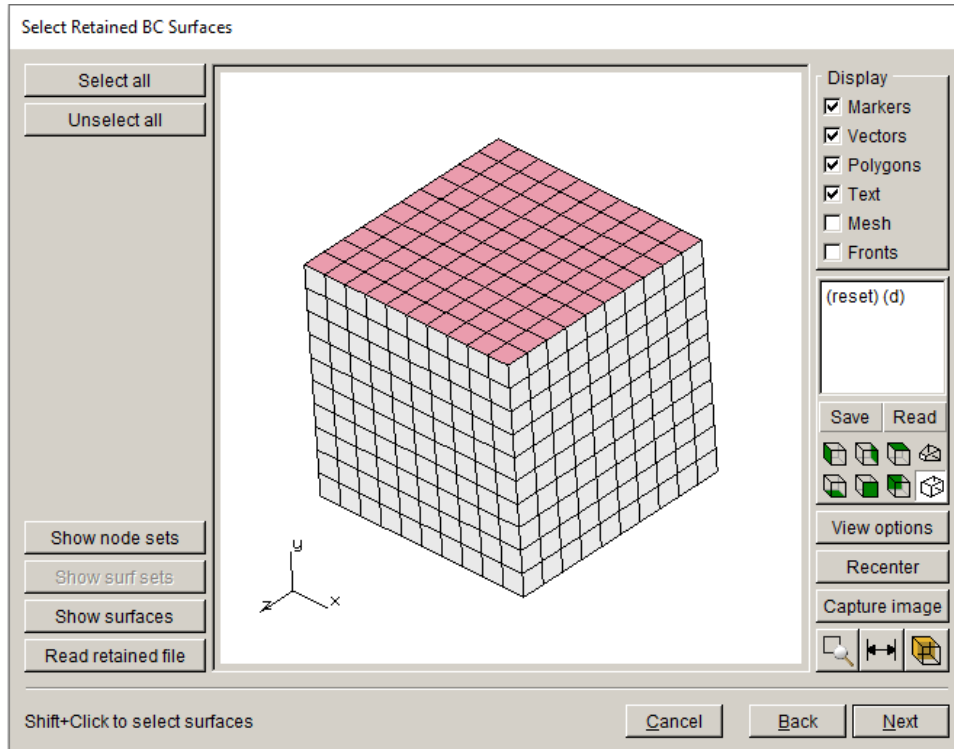 Select Retained BC Surfaces
Select all
Unselect all
Show node sets
Show surf sets
Show surfaces
Read retained file
y
x
z
Display
Markers
Vectors
Polygons
Text
Mesh
Fronts
(reset) (d)
Save Read
View options
Recenter
Capture image
Shift+Click to select surfaces
Cancel Back Next